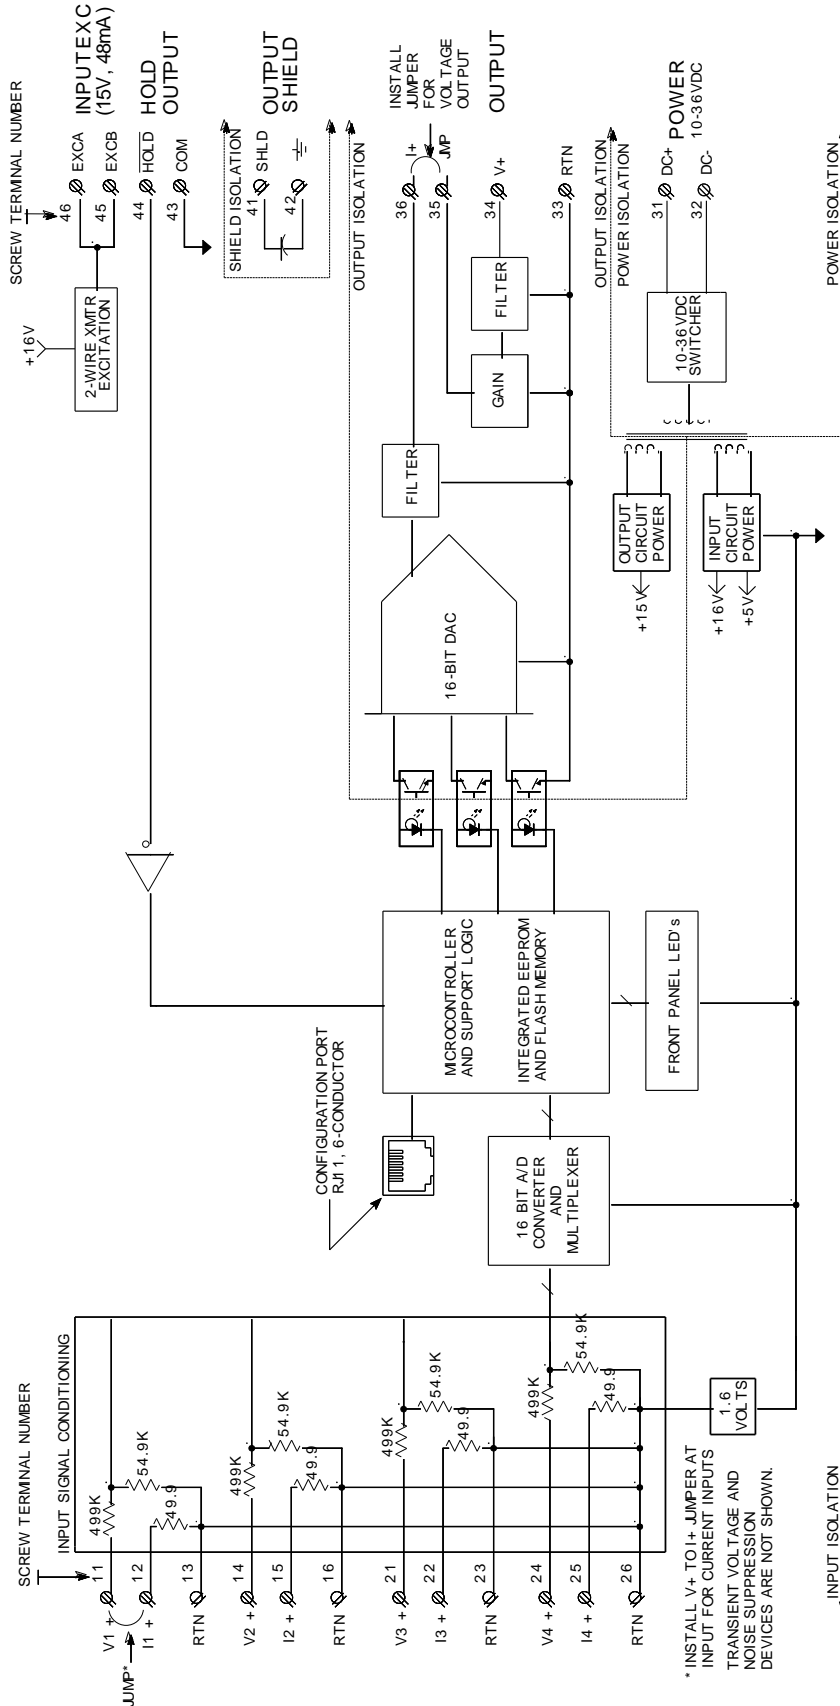 SCREW TERMINAL NUMBER
JUMP*
V1 +
11
I1 +
12
RTN
13
V2 +
14
I2 +
15
RTN
16
V3 +
21
I3 +
22
RTN
23
V4 +
24
I4 +
25
RTN
26
INPUT SIGNAL CONDITIONING
499K
54.9K
49.9
499K
54.9K
49.9
499K
54.9K
49.9
499K
54.9K
49.9
* INSTALL V+ TO I+ JUMPER AT
INPUT FOR CURRENT INPUTS
TRANSIENT VOLTAGE AND
NOISE SUPPRESSION
DEVICES ARE NOT SHOWN.
1.6
VOLTS
INPUT ISOLATION
CONFIGURATION PORT
RJ11, 6-CONDUCTOR
16 BIT A/D
CONVERTER
AND
MULTIPLEXER
MICROCONTROLLER
AND SUPPORT LOGIC
INTEGRATED EEPROM
AND FLASH MEMORY
FRONT PANEL LED's
16-BIT DAC
FILTER
GAIN
FILTER
+15V
OUTPUT
CIRCUIT
POWER
+16V
+5V
INPUT
CIRCUIT
POWER
10-36VDC
SWITCHER
+16V
2-WIRE XMTR
EXCITATION
SCREW TERMINAL NUMBER
46
EXCA
45
EXCB
INPUT EXC
(15V, 48mA)
44
HOLD
43
COM
HOLD
OUTPUT
SHIELD ISOLATION
41
SHLD
42
OUTPUT
SHIELD
OUTPUT ISOLATION
36
I+
35
JMP
INSTALL
JUMPER
FOR
VOLTAGE
OUTPUT
34
V+
33
RTN
OUTPUT
OUTPUT ISOLATION
POWER ISOLATION
31
DC+
32
DC-
POWER
10-36VDC
POWER ISOLATION